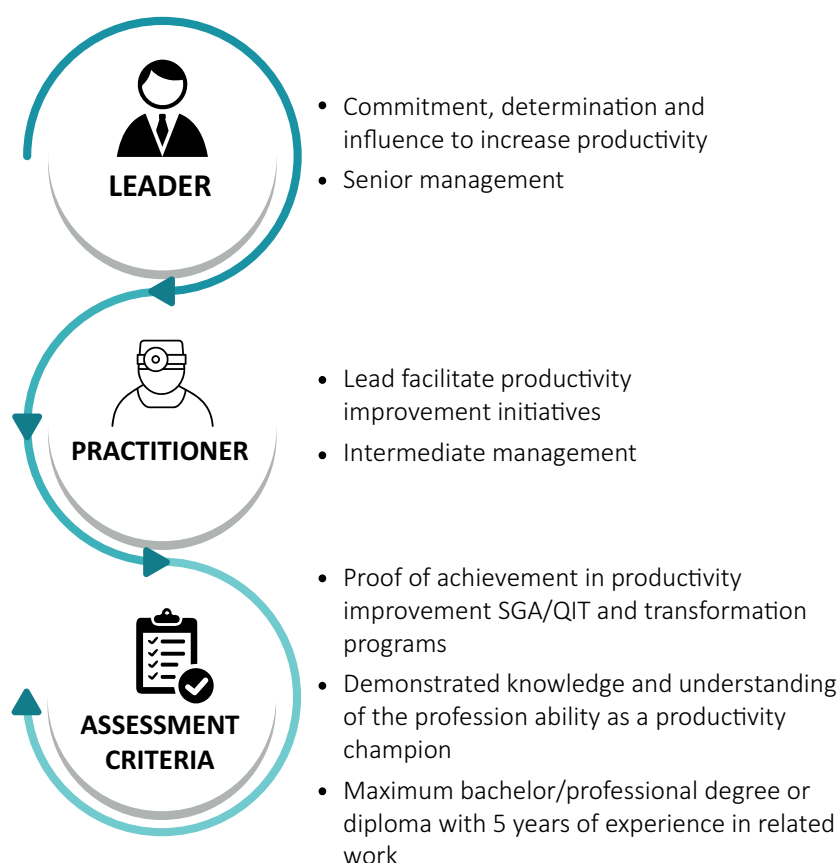 LEADER
• Commitment, determination and
influence to increase productivity
• Senior management
PRACTITIONER
• Lead facilitate productivity
improvement initiatives
• Intermediate management
ASSESSMENT
CRITERIA
• Proof of achievement in productivity
improvement SGA/QIT and transformation
programs
• Demonstrated knowledge and understanding
of the profession ability as a productivity
champion
• Maximum bachelor/professional degree or
diploma with 5 years of experience in related
work